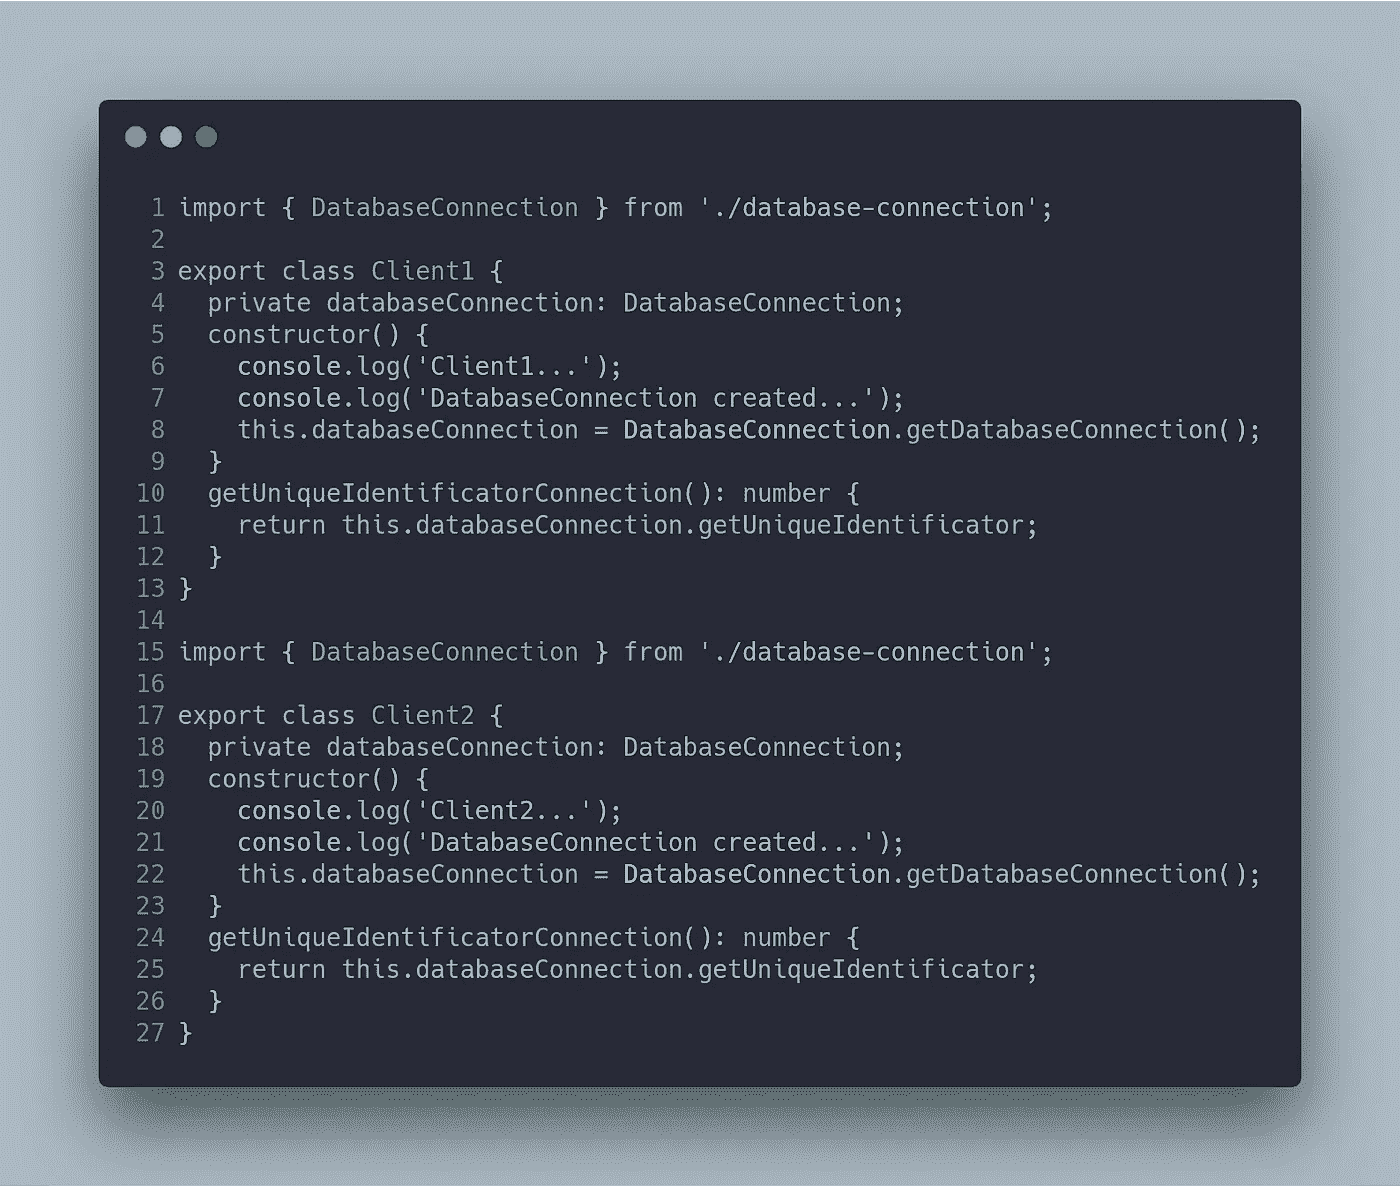 1 import { DatabaseConnection } from './database-connection';
2
3 export class Client1 {
4   private databaseConnection: DatabaseConnection;
5   constructor() {
6     console.log('Client1...');
7     console.log('DatabaseConnection created...');
8     this.databaseConnection = DatabaseConnection.getDatabaseConnection();
9   }
10   getUniqueIdentificatorConnection(): number {
11     return this.databaseConnection.getUniqueIdentificator;
12   }
13 }
14
15 import { DatabaseConnection } from './database-connection';
16
17 export class Client2 {
18   private databaseConnection: DatabaseConnection;
19   constructor() {
20     console.log('Client2...');
21     console.log('DatabaseConnection created...');
22     this.databaseConnection = DatabaseConnection.getDatabaseConnection();
23   }
24   getUniqueIdentificatorConnection(): number {
25     return this.databaseConnection.getUniqueIdentificator;
26   }
27 }